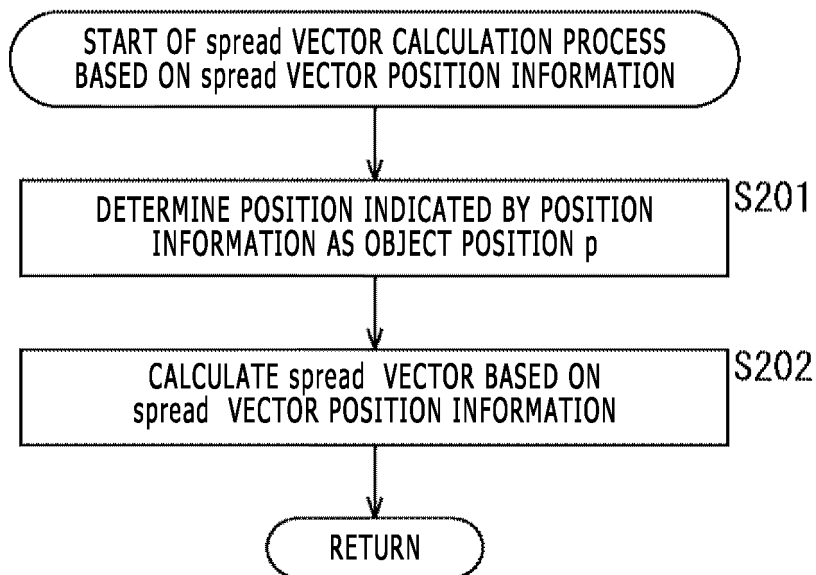 START OF spread VECTOR CALCULATION PROCESS
BASED ON spread VECTOR POSITION INFORMATION
S201
DETERMINE POSITION INDICATED BY POSITION
INFORMATION AS OBJECT POSITION p
S202
CALCULATE spread VECTOR BASED ON
spread VECTOR POSITION INFORMATION
RETURN